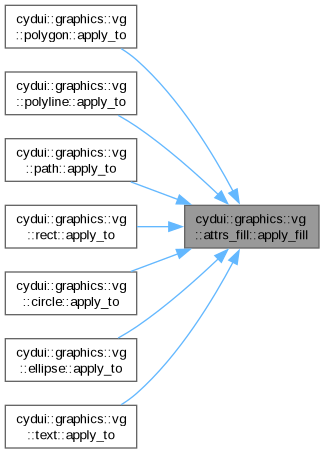 cydui::graphics::vg
::polygon::apply_to
cydui::graphics::vg
::polyline::apply_to
cydui::graphics::vg
::path::apply_to
cydui::graphics::vg
::rect::apply_to
cydui::graphics::vg
::attrs_fill::apply_fill
cydui::graphics::vg
::circle::apply_to
cydui::graphics::vg
::ellipse::apply_to
cydui::graphics::vg
::text::apply_to